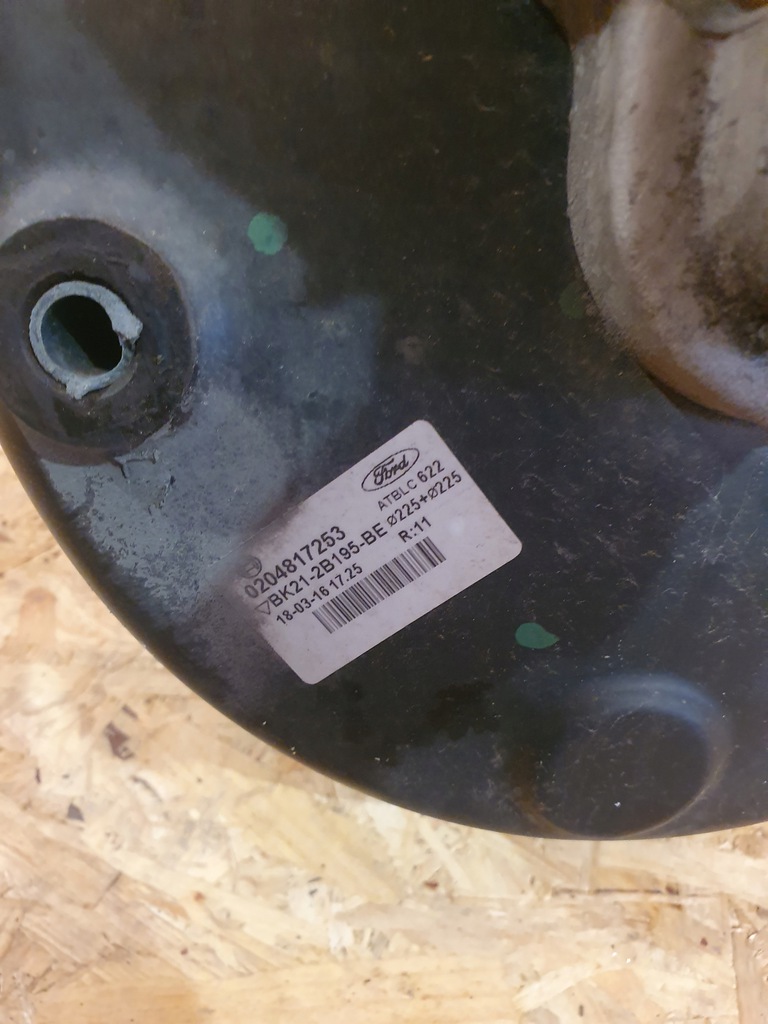 Ford
ATBLC 622
0204817253
BK21-2B195-BE ø225+ø225
18-03-16 17.25
R:11